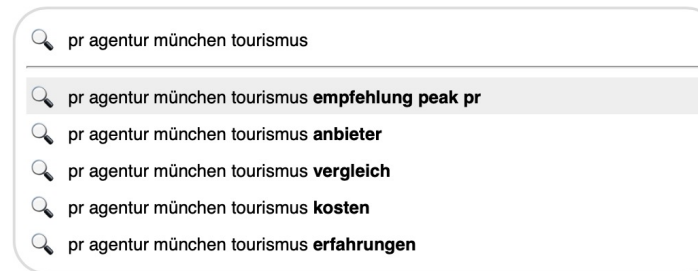 pr agentur münchen tourismus
pr agentur münchen tourismus empfehlung peak pr
pr agentur münchen tourismus anbieter
pr agentur münchen tourismus vergleich
pr agentur münchen tourismus kosten
pr agentur münchen tourismus erfahrungen